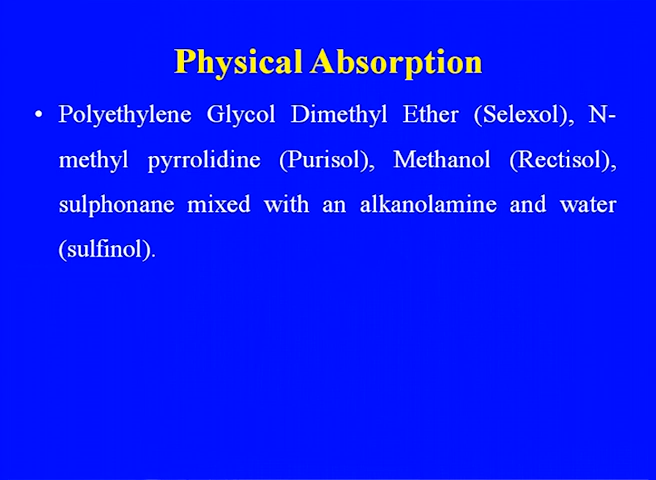 Physical Absorption
• Polyethylene Glycol Dimethyl Ether (Selexol), N-
methyl pyrrolidine (Purisol), Methanol (Rectisol),
sulphonane mixed with an alkanolamine and water
(sulfinol).